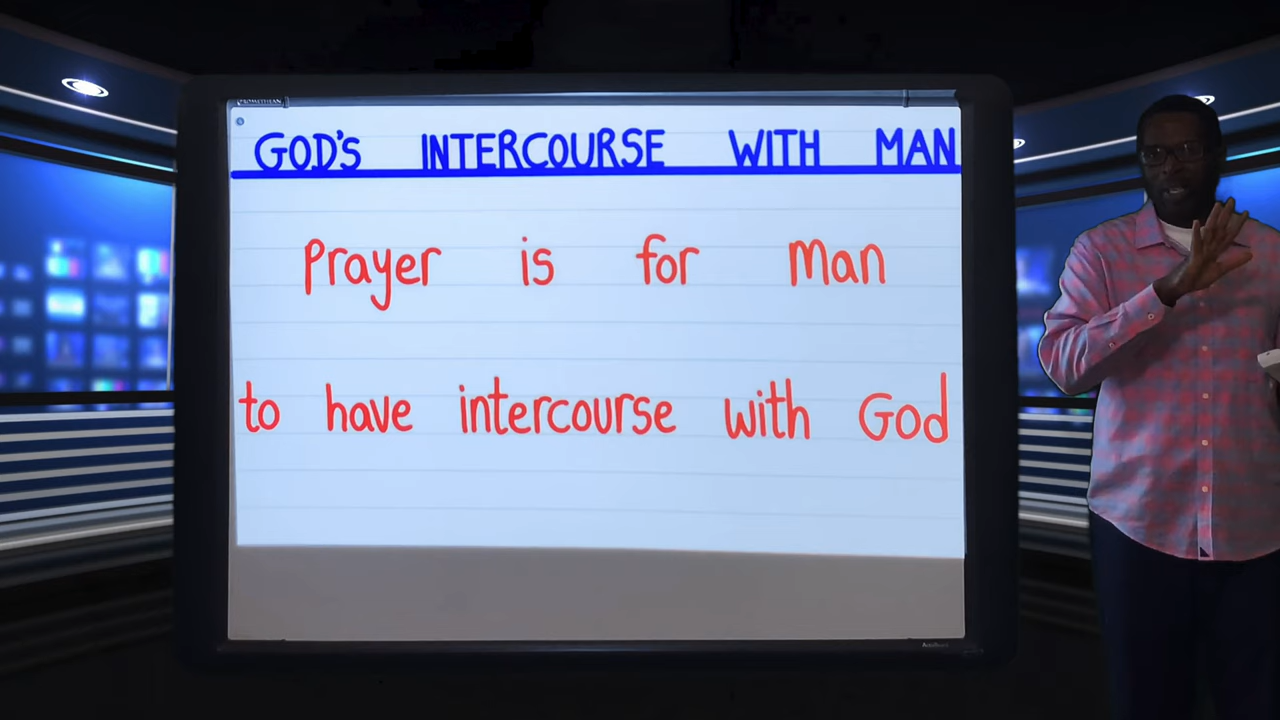 GOD'S INTERCOURSE WITH MAN
Prayer is for Man
to have intercourse with God